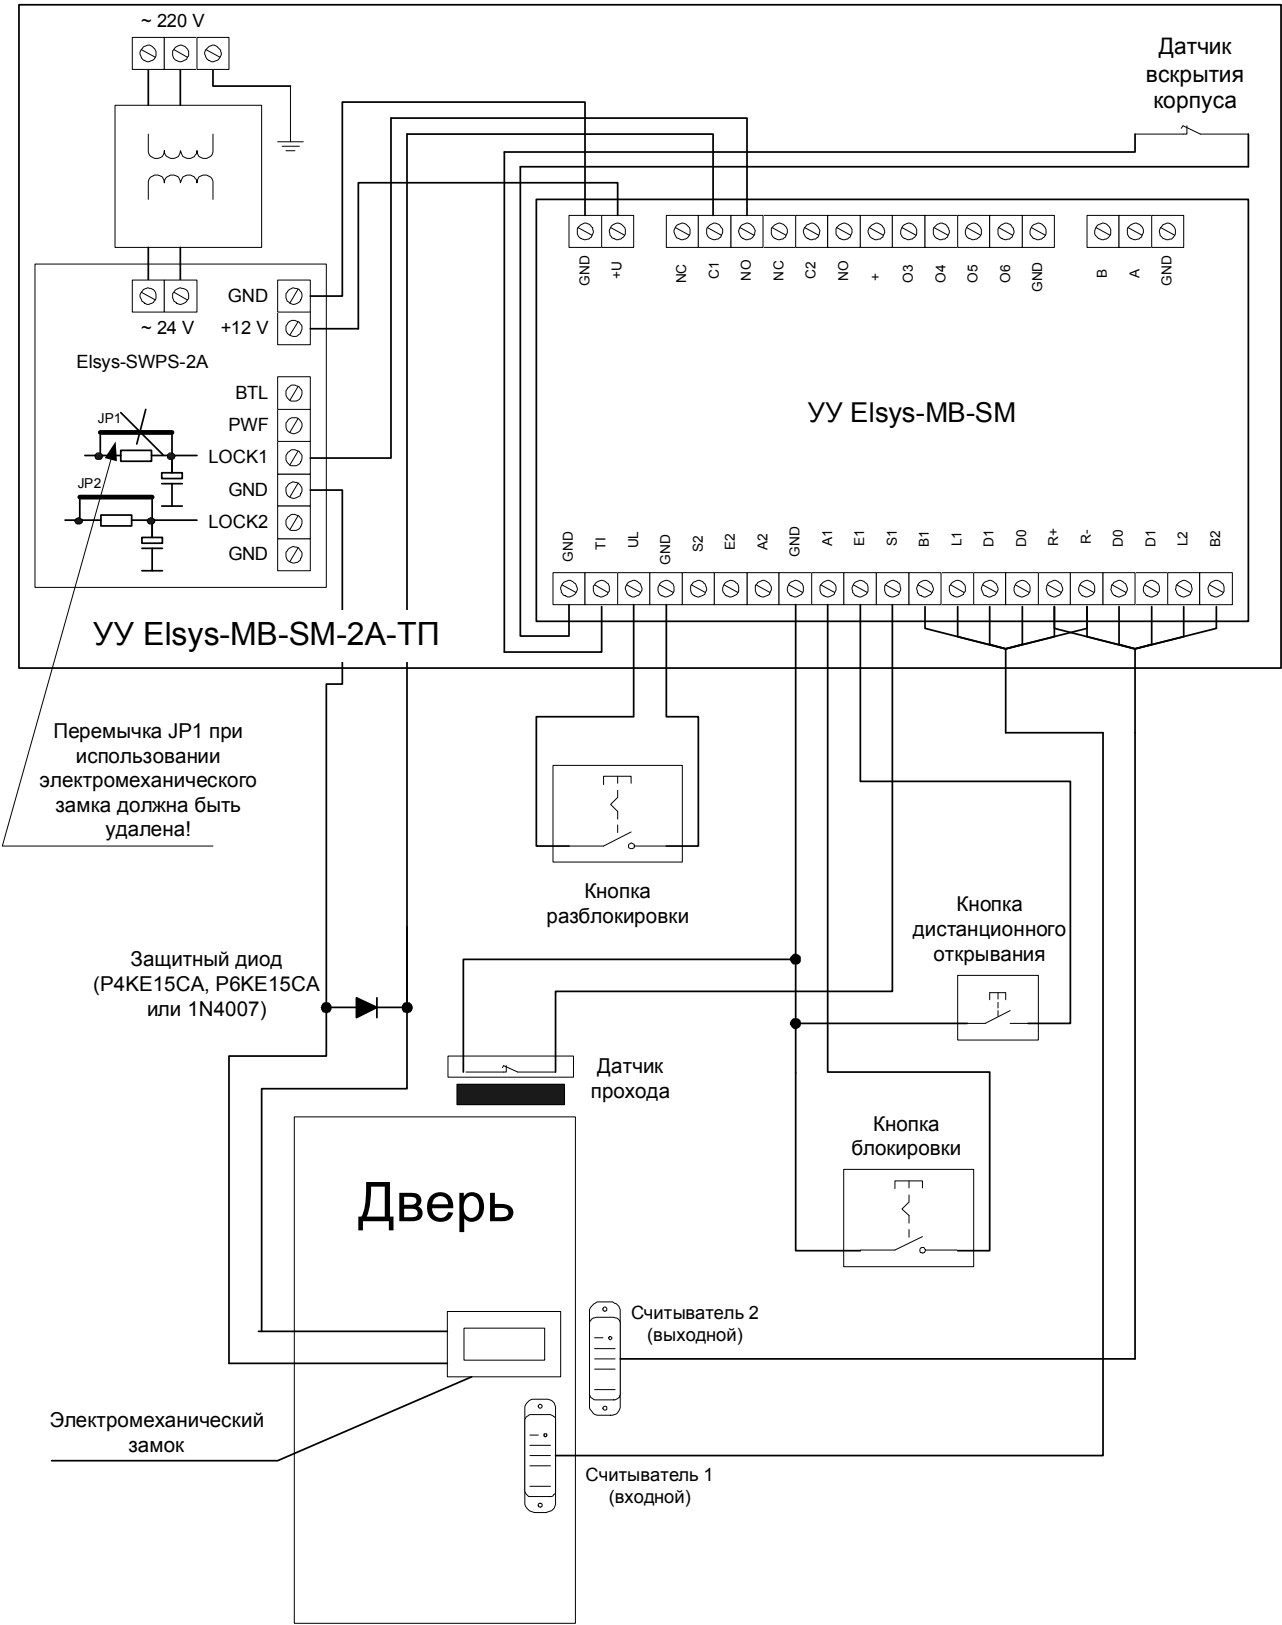 ~ 220 V
Датчик
вскрытия
корпуса
GND
+U
NC
C1
NO
NC
C2
NO
+
O3
O4
O5
O6
GND
B
A
GND
~ 24 V
GND
+12 V
Elsys-SWPS-2A
BTL
PWF
LOCK1
GND
LOCK2
GND
JP1
JP2
УУ Elsys-MB-SM
GND
TI
UL
GND
S2
E2
A2
GND
A1
E1
S1
B1
L1
D1
D0
R+
R-
D0
D1
L2
B2
УУ Elsys-MB-SM-2A-ТП
Перемычка JP1 при
использовании
электромеханического
замка должна быть
удалена!
Кнопка
разблокировки
Кнопка
дистанционного
открывания
Защитный диод
(P4KE15CA, P6KE15CA
или 1N4007)
Датчик
прохода
Кнопка
блокировки
Дверь
Считыватель 2
(выходной)
Электромеханический
замок
Считыватель 1
(входной)